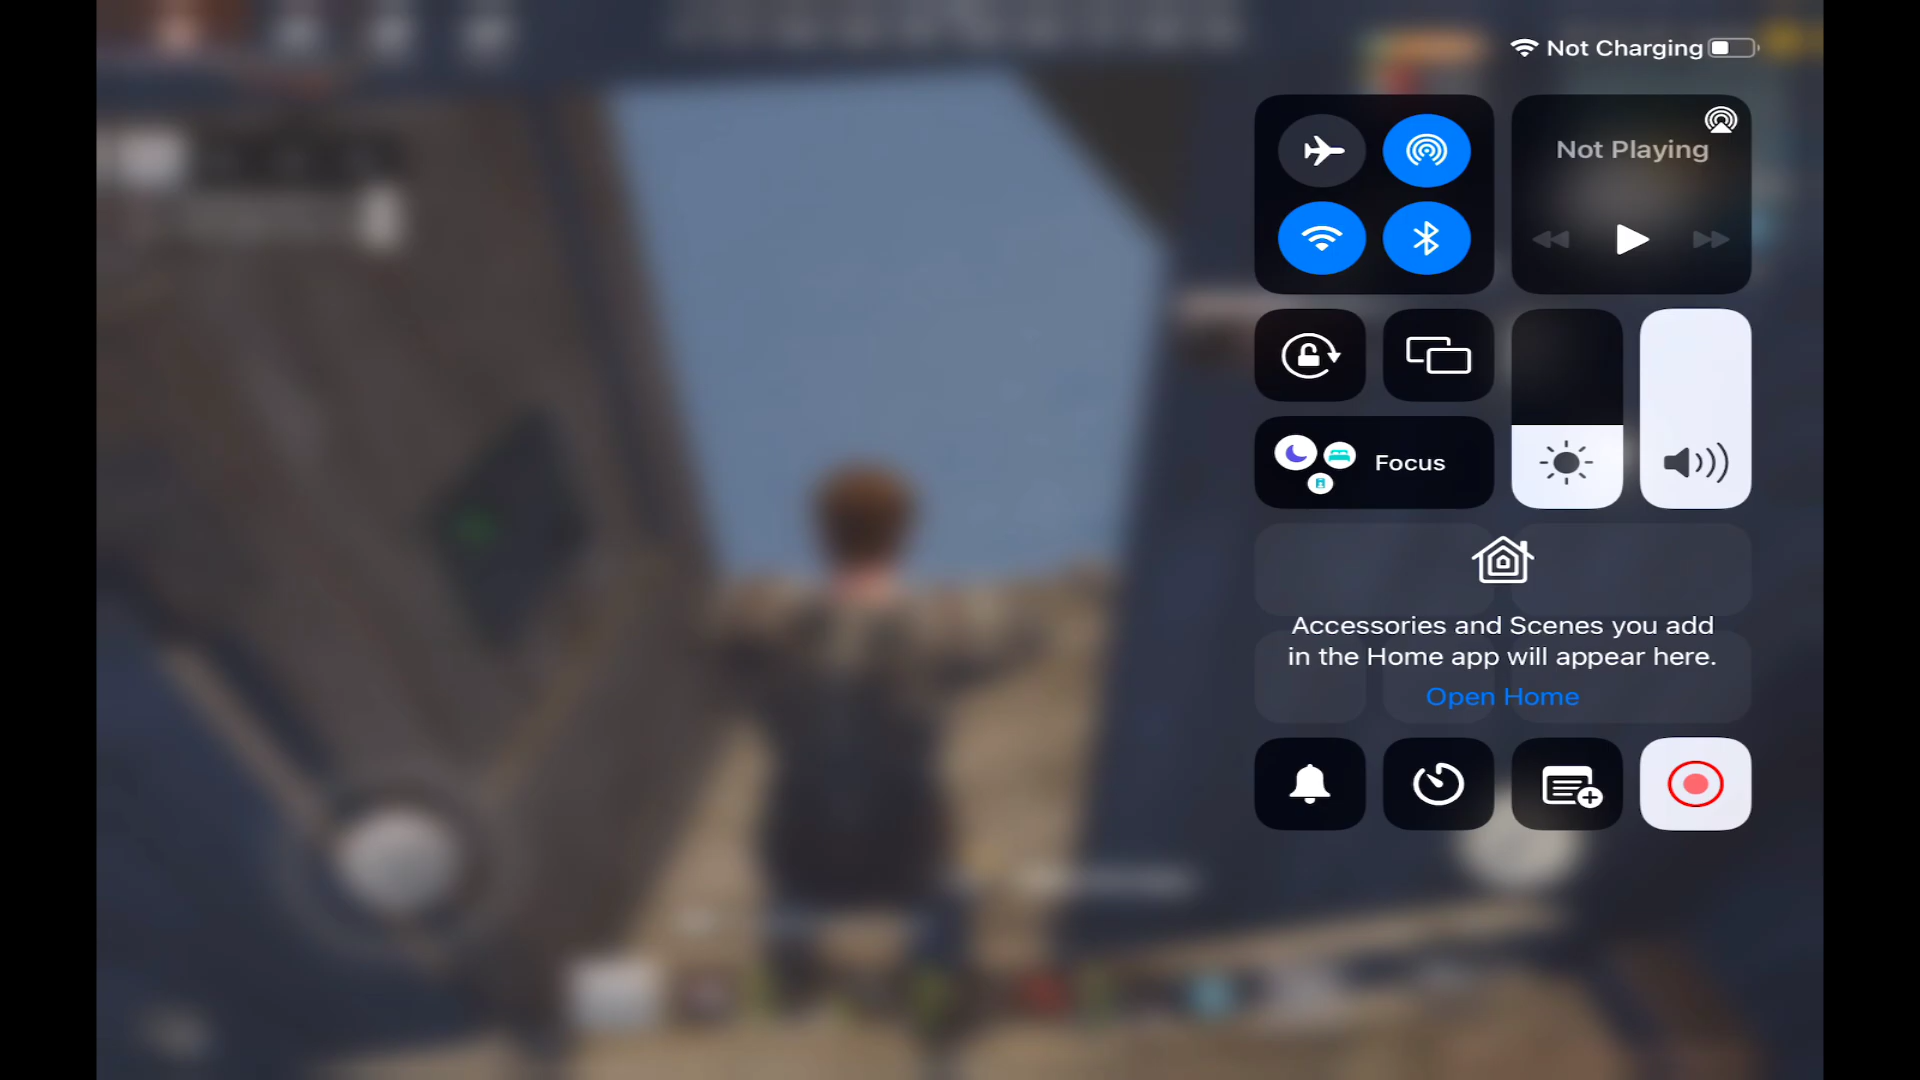 Not Charging
Not Playing
Focus
Accessories and Scenes you add
in the Home app will appear here.
Open Home